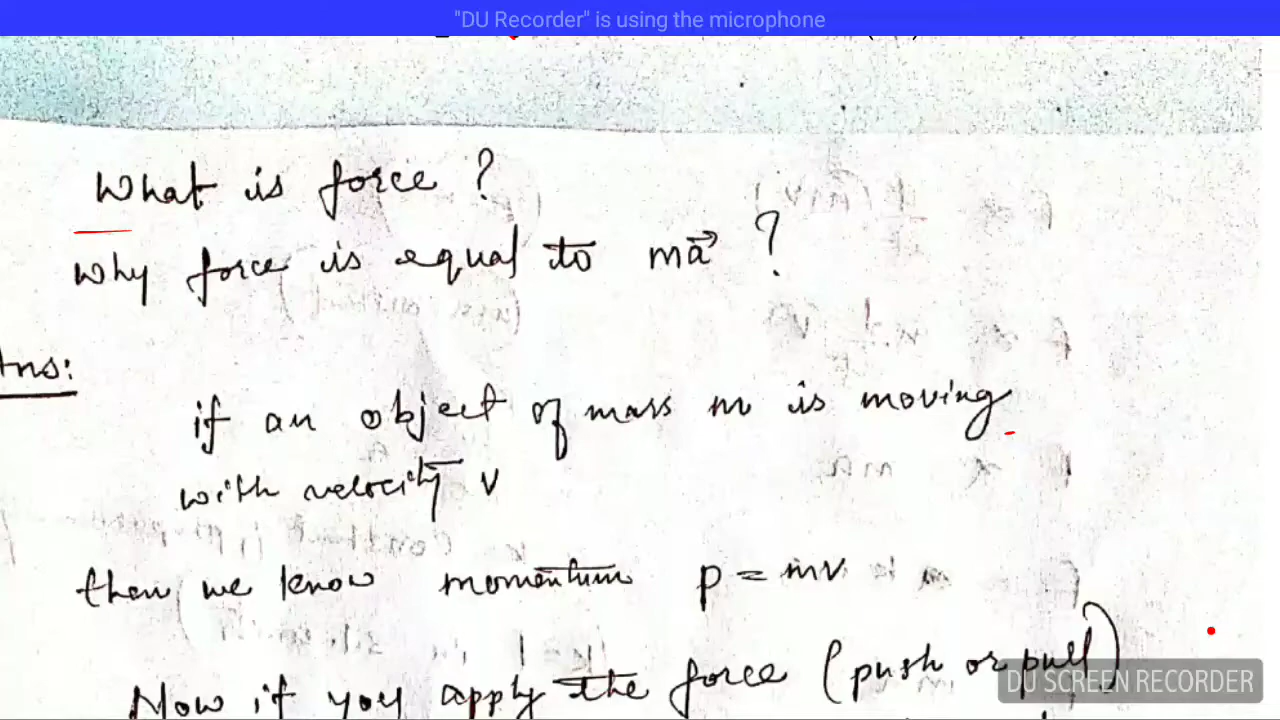 "DU Recorder" is using the microphone
What is force ?
why force is equal to ma⃗ ?
Ans:
if an object of mass m is moving
with velocity v
then we know momentum p = mv
Now if you apply the force (push or pull)
DU SCREEN RECORDER